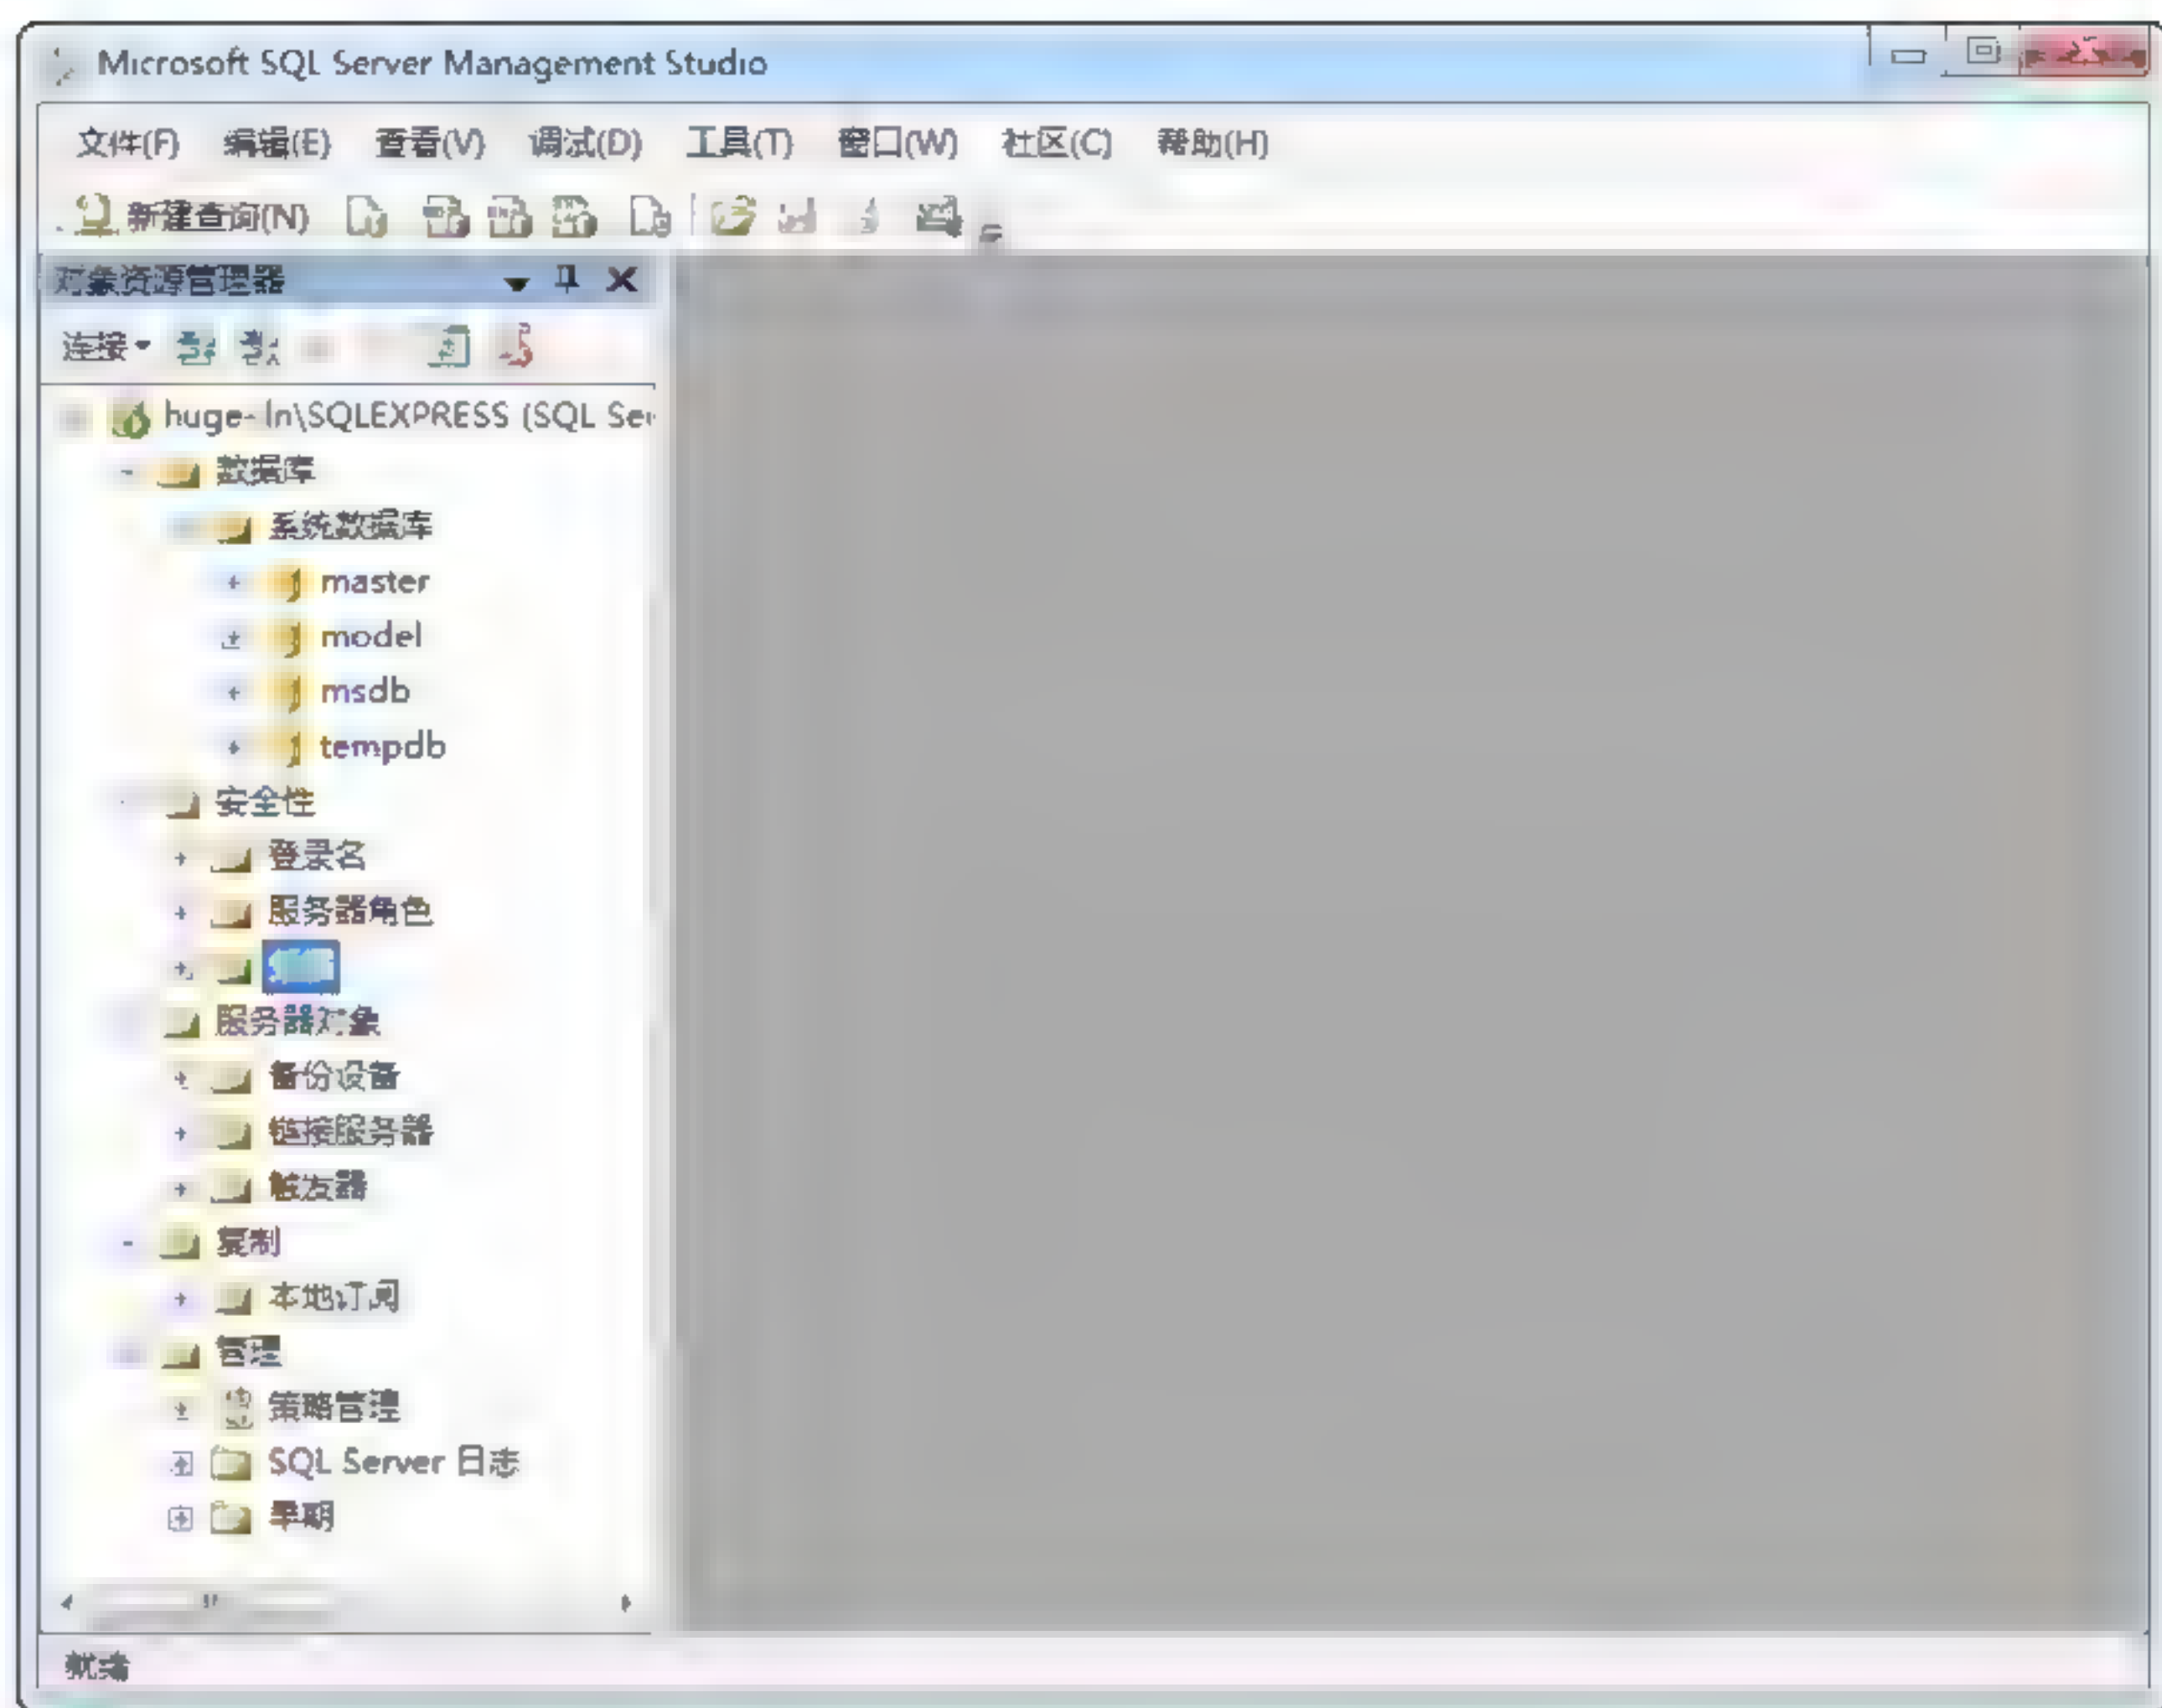 Microsoft SQL Server Management Studio
文件(F) 编辑(E) 查看(V) 调试(D) 工具(T) 窗口(W) 社区(C) 帮助(H)
新建查询(N)
对象资源管理器
连接
huge- ln\SQLEXPRESS (SQL Ser
数据库
系统数据库
master
model
msdb
tempdb
安全性
登录名
服务器角色
服务器对象
备份设备
链接服务器
触发器
复制
本地订阅
管理
策略管理
SQL Server 日志
早期
就绪